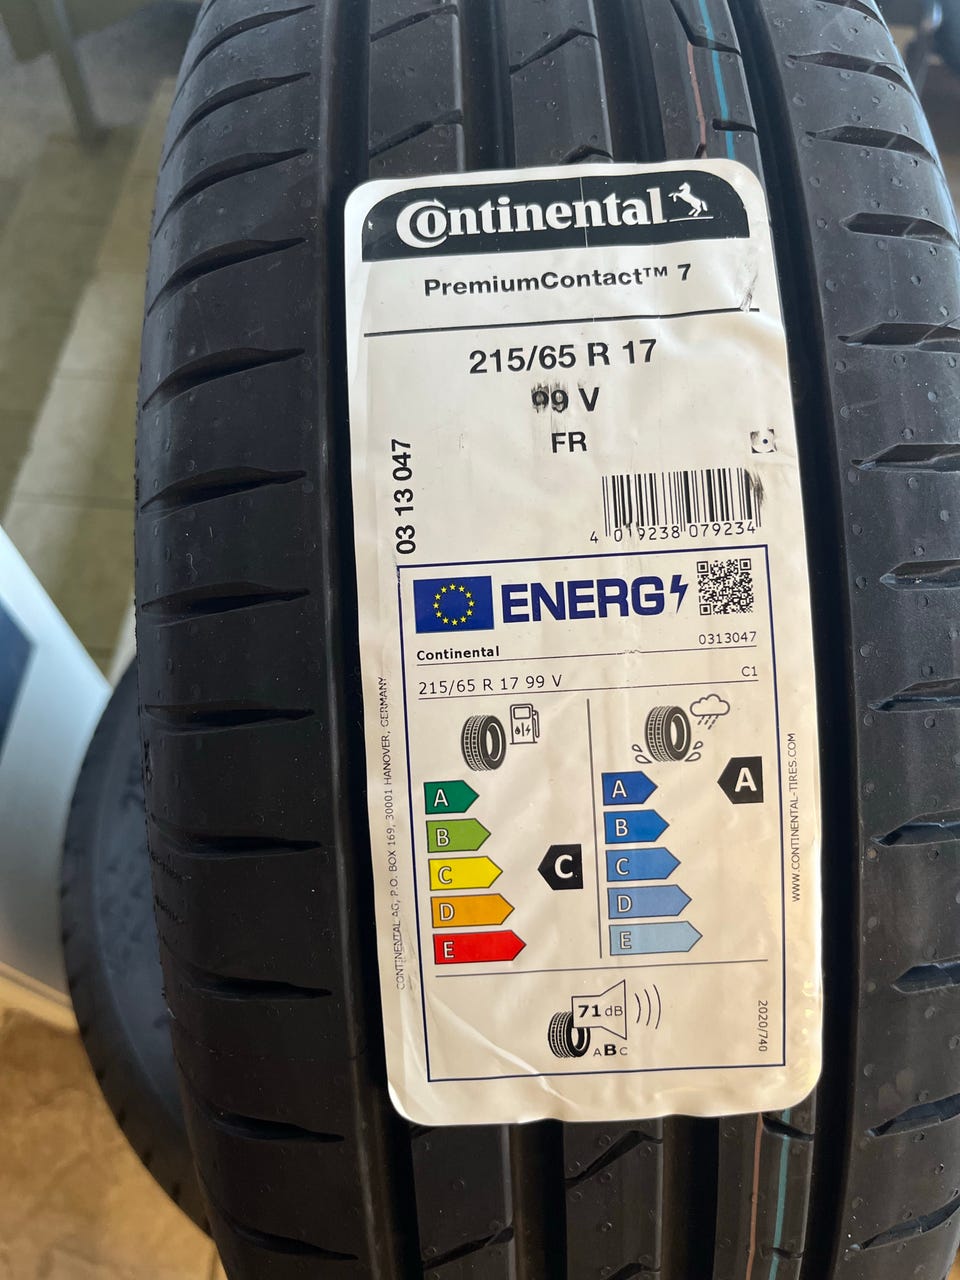 Continental
PremiumContact™ 7
215/65 R 17
99 V
FR
03 13 047
4 019238 079234
ENERG
Continental
0313047
215/65 R 17 99 V
C1
A
B
C
D
E
C
A
B
C
D
E
A
71 dB
ABC
2020/740
CONTINENTAL AG, P.O. BOX 169, 30001 HANOVER, GERMANY
WWW.CONTINENTAL-TIRES.COM